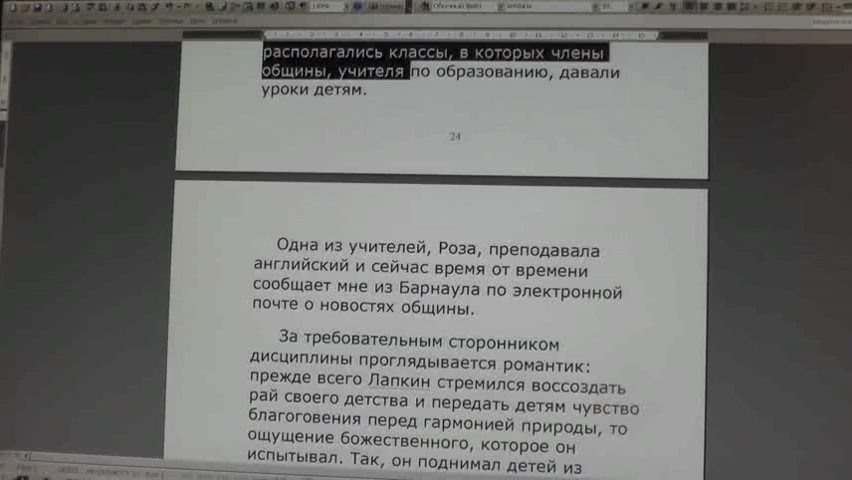 располагались классы, в которых члены
общины, учителя по образованию, давали
уроки детям.
24
Одна из учителей, Роза, преподавала
английский и сейчас время от времени
сообщает мне из Барнаула по электронной
почте о новостях общины.
За требовательным сторонником
дисциплины проглядывается романтик:
прежде всего Лапкин стремился воссоздать
рай своего детства и передать детям чувство
благоговения перед гармонией природы, то
ощущение божественного, которое он
испытывал. Так, он поднимал детей из